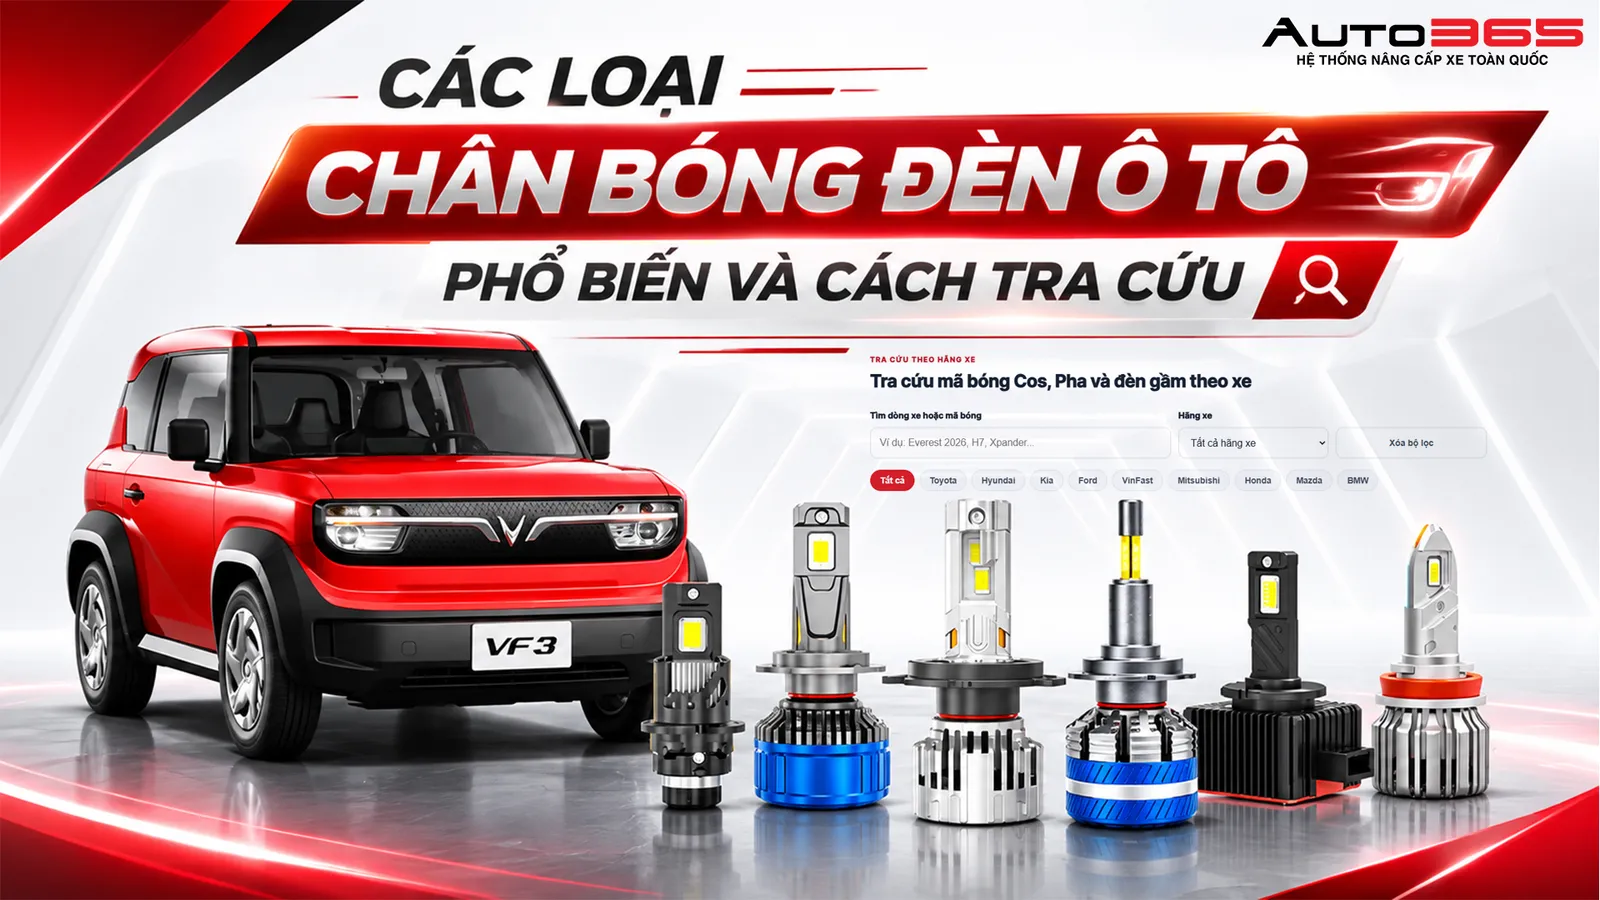 AUTO365
HỆ THỐNG NÂNG CẤP XE TOÀN QUỐC
CÁC LOẠI
CHÂN BÓNG ĐÈN Ô TÔ
PHỔ BIẾN VÀ CÁCH TRA CỨU
TRA CỨU THEO HÃNG XE
Tra cứu mã bóng Cos, Pha và đèn gầm theo xe
Tìm dòng xe hoặc mã bóng
Hãng xe
Ví dụ: Everest 2026, H7, Xpander...
Tất cả hãng xe
Xóa bộ lọc
Tất cả Toyota Hyundai Kia Ford VinFast Mitsubishi Honda Mazda BMW
VF3